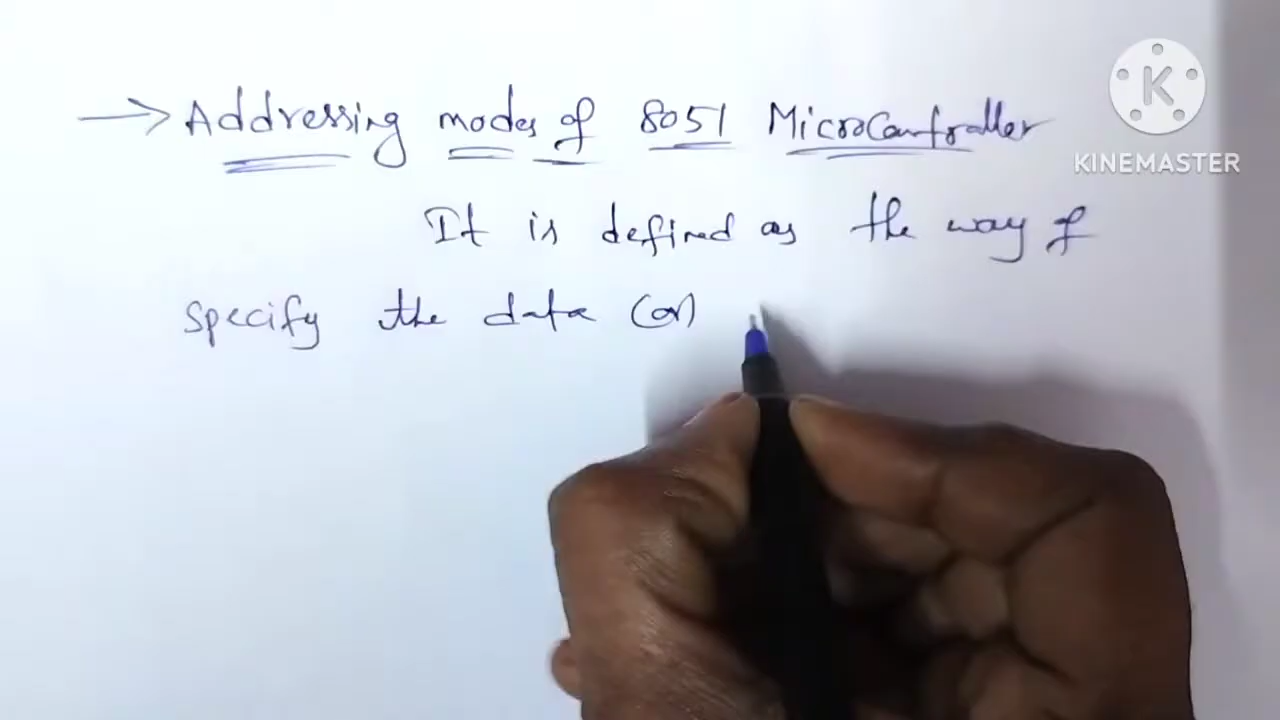 → Addressing modes of 8051 Microcontroller
KINEMASTER
It is defined as the way of
specify the data (or)